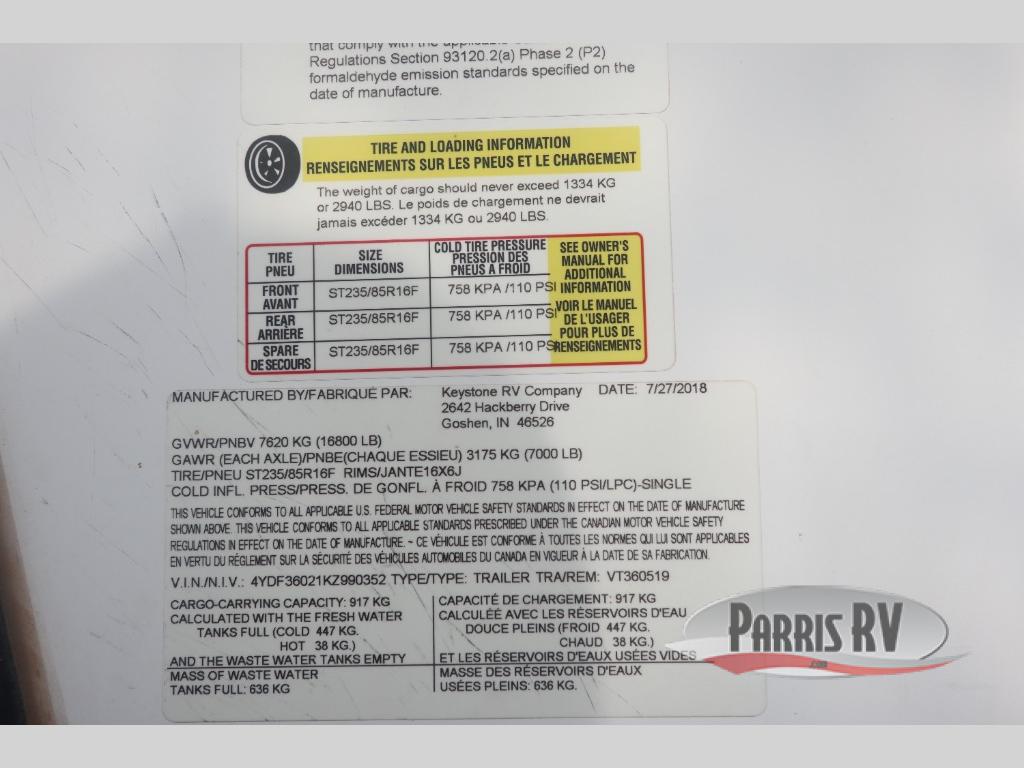 that comply with the
Regulations Section 93120.2(a) Phase 2 (P2)
formaldehyde emission standards specified on the
date of manufacture.
TIRE AND LOADING INFORMATION
RENSEIGNEMENTS SUR LES PNEUS ET LE CHARGEMENT
The weight of cargo should never exceed 1334 KG
or 2940 LBS. Le poids de chargement ne devrait
jamais excéder 1334 KG ou 2940 LBS.
TIRE
PNEU
SIZE
DIMENSIONS
COLD TIRE PRESSURE
PRESSION DES
PNEUS A FROID
FRONT
AVANT
ST235/85R16F
758 KPA /110 PSI
REAR
ARRIÈRE
ST235/85R16F
758 KPA /110 PSI
SPARE
DE SECOURS
ST235/85R16F
758 KPA /110 PS
SEE OWNER'S
MANUAL FOR
ADDITIONAL
INFORMATION
VOIR LE MANUEL
DE L'USAGER
POUR PLUS DE
RENSEIGNEMENTS
MANUFACTURED BY/FABRIQUÉ PAR: Keystone RV Company DATE: 7/27/2018
2642 Hackberry Drive
Goshen, IN 46526
GVWR/PNBV 7620 KG (16800 LB)
GAWR (EACH AXLE)/PNBE(CHAQUE ESSIEU) 3175 KG (7000 LB)
TIRE/PNEU ST235/85R16F RIMS/JANTE16X6J
COLD INFL. PRESS/PRESS. DE GONFL. À FROID 758 KPA (110 PSI/LPC)-SINGLE
THIS VEHICLE CONFORMS TO ALL APPLICABLE U.S. FEDERAL MOTOR VEHICLE SAFETY STANDARDS IN EFFECT ON THE DATE OF MANUFACTURE
SHOWN ABOVE. THIS VEHICLE CONFORMS TO ALL APPLICABLE STANDARDS PRESCRIBED UNDER THE CANADIAN MOTOR VEHICLE SAFETY
REGULATIONS IN EFFECT ON THE DATE OF MANUFACTURE. ~ CE VÉHICULE EST CONFORME À TOUTES LES NORMES QUI LUI SONT APPLICABLES
EN VERTU DU RÈGLEMENT SUR LA SÉCURITÉ DES VÉHICULES AUTOMOBILES DU CANADA EN VIGUEUR À LA DATE DE SA FABRICATION.
V.I.N./N.I.V.: 4YDF36021KZ990352 TYPE/TYPE: TRAILER TRA/REM: VT360519
CARGO-CARRYING CAPACITY: 917 KG
CALCULATED WITH THE FRESH WATER
TANKS FULL (COLD 447 KG.
HOT 38 KG.)
AND THE WASTE WATER TANKS EMPTY
MASS OF WASTE WATER
TANKS FULL: 636 KG
CAPACITÉ DE CHARGEMENT: 917 KG
CALCULÉE AVEC LES RÉSERVOIRS D'EAU
DOUCE PLEINS (FROID 447 KG.
CHAUD 38 KG.)
ET LES RÉSERVOIRS D'EAUX USÉES VIDES
MASSE DES RÉSERVOIRS D'EAUX
USÉES PLEINS: 636 KG.
PARRIS RV
.com